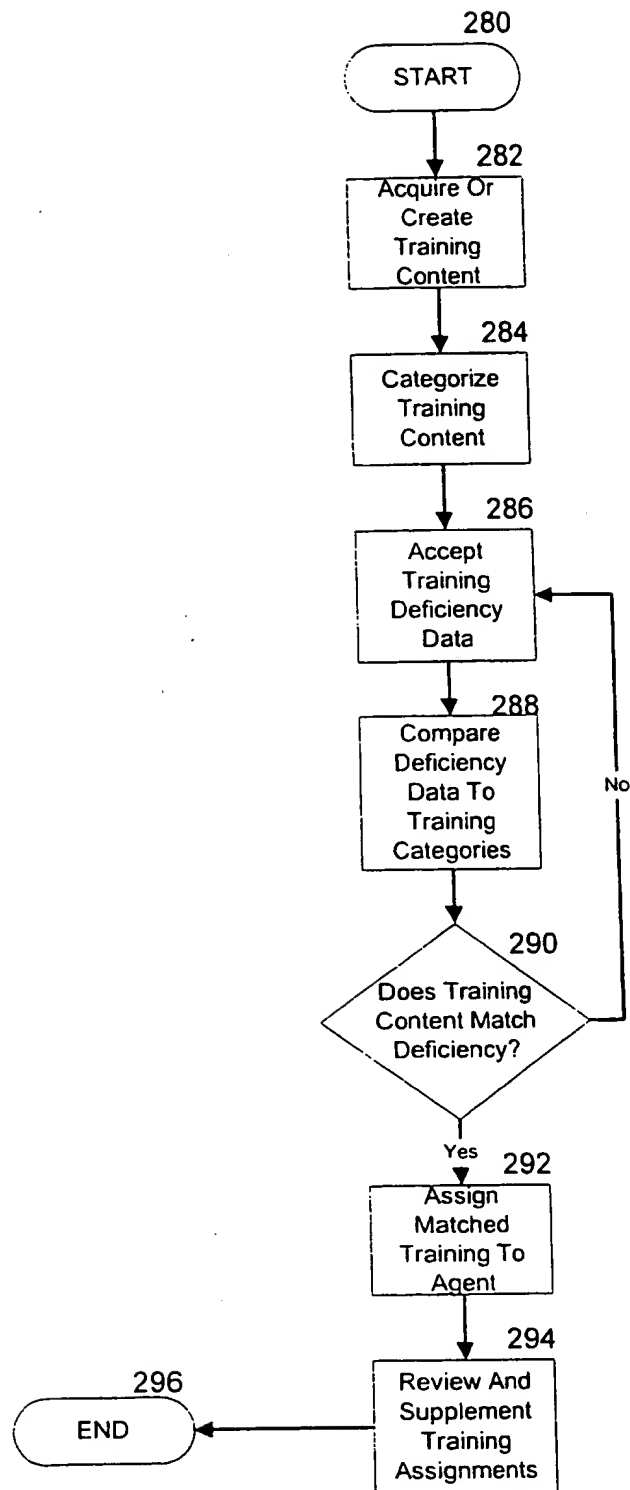 280
START
282
Acquire Or
Create
Training
Content
284
Categorize
Training
Content
286
Accept
Training
Deficiency
Data
288
Compare
Deficiency
Data To
Training
Categories
No
290
Does Training
Content Match
Deficiency?
Yes
292
Assign
Matched
Training To
Agent
294
Review And
Supplement
Training
Assignments
296
END